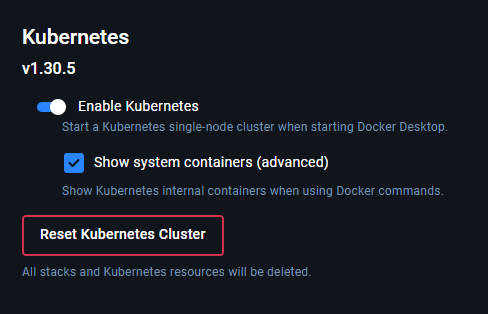 Kubernetes
v1.30.5
Enable Kubernetes
Start a Kubernetes single-node cluster when starting Docker Desktop.
Show system containers (advanced)
Show Kubernetes internal containers when using Docker commands.
Reset Kubernetes Cluster
All stacks and Kubernetes resources will be deleted.